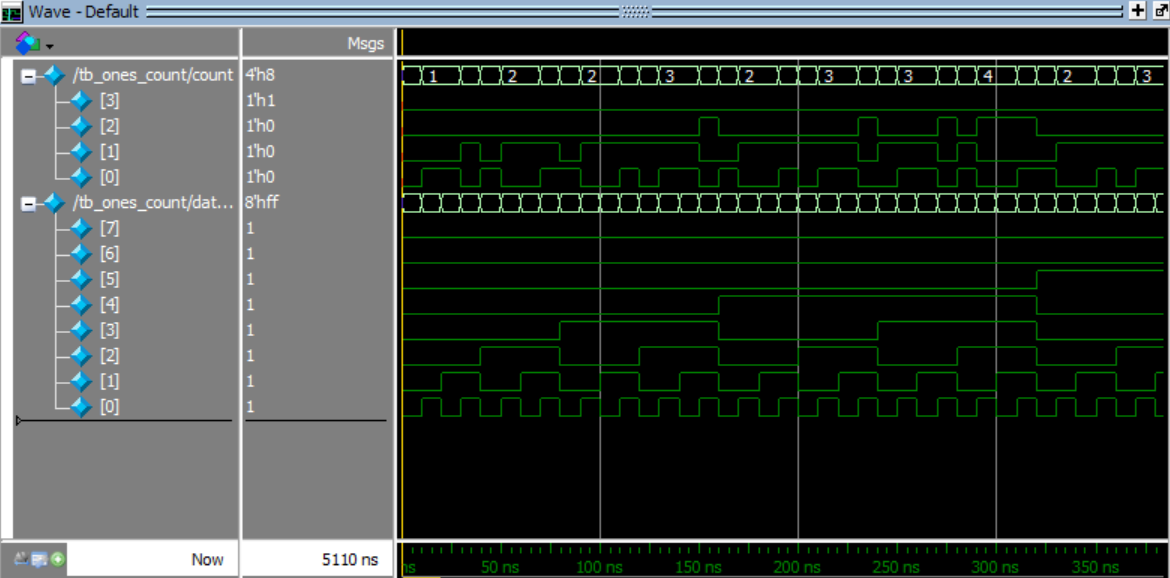 Wave - Default
Msgs
/tb_ones_count/count 4'h8 1 2 2 3 2 3 3 4 2 3
[3] 1'h1
[2] 1'h0
[1] 1'h0
[0] 1'h0
/tb_ones_count/dat... 8'hff
[7] 1
[6] 1
[5] 1
[4] 1
[3] 1
[2] 1
[1] 1
[0] 1
Now 5110 ns ns 50 ns 100 ns 150 ns 200 ns 250 ns 300 ns 350 ns